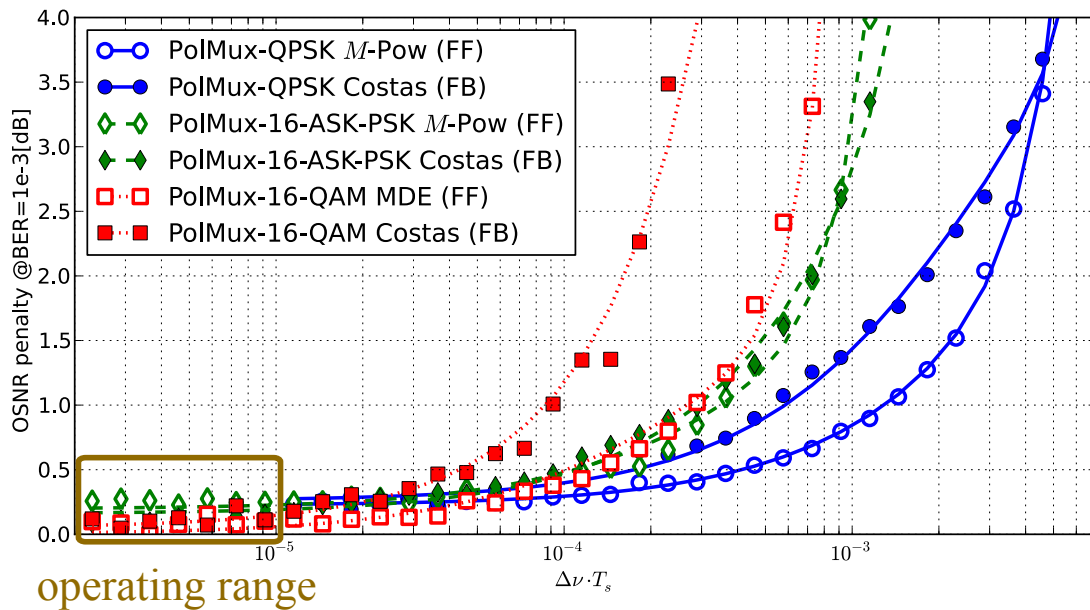 4.0
3.5
3.0
2.5
2.0
1.5
1.0
0.5
0.0
OSNR penalty @BER=1e-3[dB]
PolMux-QPSK M-Pow (FF)
PolMux-QPSK Costas (FB)
PolMux-16-ASK-PSK M-Pow (FF)
PolMux-16-ASK-PSK Costas (FB)
PolMux-16-QAM MDE (FF)
PolMux-16-QAM Costas (FB)
10⁻⁵
10⁻⁴
10⁻³
Δν·Tₛ
operating range